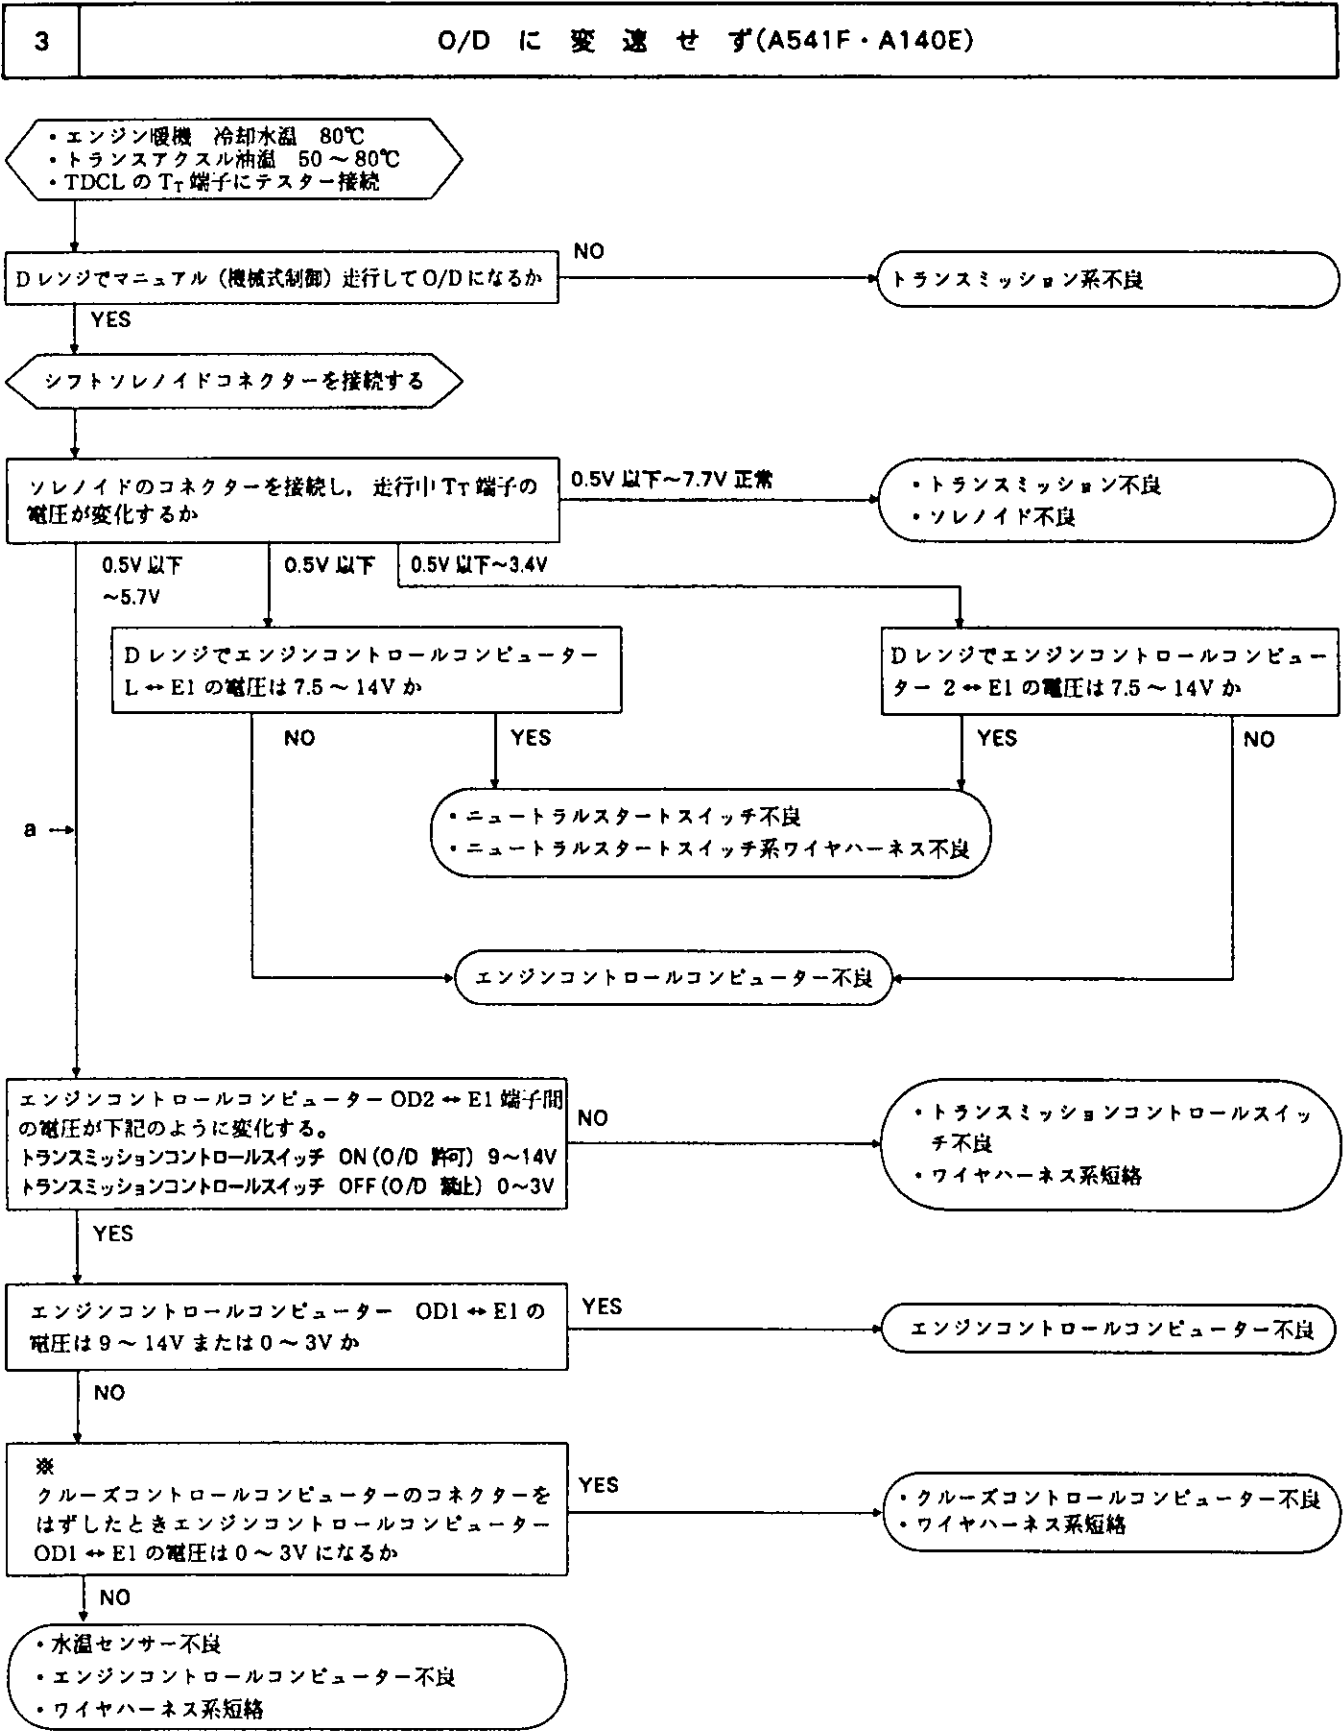 3
O/D に 変 速 せ ず(A541F・A140E)
・エンジン暖機 冷却水温 80℃
・トランスアクスル油温 50～80℃
・TDCL の TT 端子にテスター接続
D レンジでマニュアル（機械式制御）走行して O/D になるか
NO
トランスミッション系不良
YES
シフトソレノイドコネクターを接続する
ソレノイドのコネクターを接続し，走行中 TT 端子の
電圧が変化するか
0.5V 以下～7.7V 正常
・トランスミッション不良
・ソレノイド不良
0.5V 以下
～5.7V
0.5V 以下
0.5V 以下～3.4V
D レンジでエンジンコントロールコンピューター
L ↔ E1 の電圧は 7.5～14V か
D レンジでエンジンコントロールコンピュー
ター 2 ↔ E1 の電圧は 7.5～14V か
NO
YES
YES
NO
・ニュートラルスタートスイッチ不良
・ニュートラルスタートスイッチ系ワイヤハーネス不良
a →
エンジンコントロールコンピューター不良
エンジンコントロールコンピューター OD2 ↔ E1 端子間
の電圧が下記のように変化する。
トランスミッションコントロールスイッチ ON (O/D 許可) 9～14V
トランスミッションコントロールスイッチ OFF (O/D 禁止) 0～3V
NO
・トランスミッションコントロールスイッ
チ不良
・ワイヤハーネス系短絡
YES
エンジンコントロールコンピューター OD1 ↔ E1 の
電圧は 9～14V または 0～3V か
YES
エンジンコントロールコンピューター不良
NO
※
クルーズコントロールコンピューターのコネクターを
はずしたときエンジンコントロールコンピューター
OD1 ↔ E1 の電圧は 0～3V になるか
YES
・クルーズコントロールコンピューター不良
・ワイヤハーネス系短絡
NO
・水温センサー不良
・エンジンコントロールコンピューター不良
・ワイヤハーネス系短絡